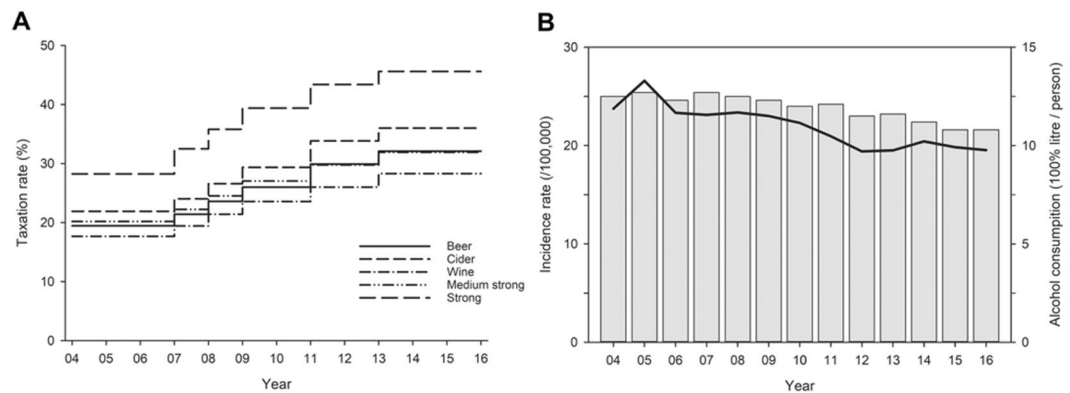 A
Taxation rate (%)
50
40
30
20
10
0
04 05 06 07 08 09 10 11 12 13 14 15 16
Year
Beer
Cider
Wine
Medium strong
Strong
B
Incidence rate (/100,000)
30
20
10
0
04 05 06 07 08 09 10 11 12 13 14 15 16
Year
15
10
5
0
Alcohol consumpition (100% litre / person)